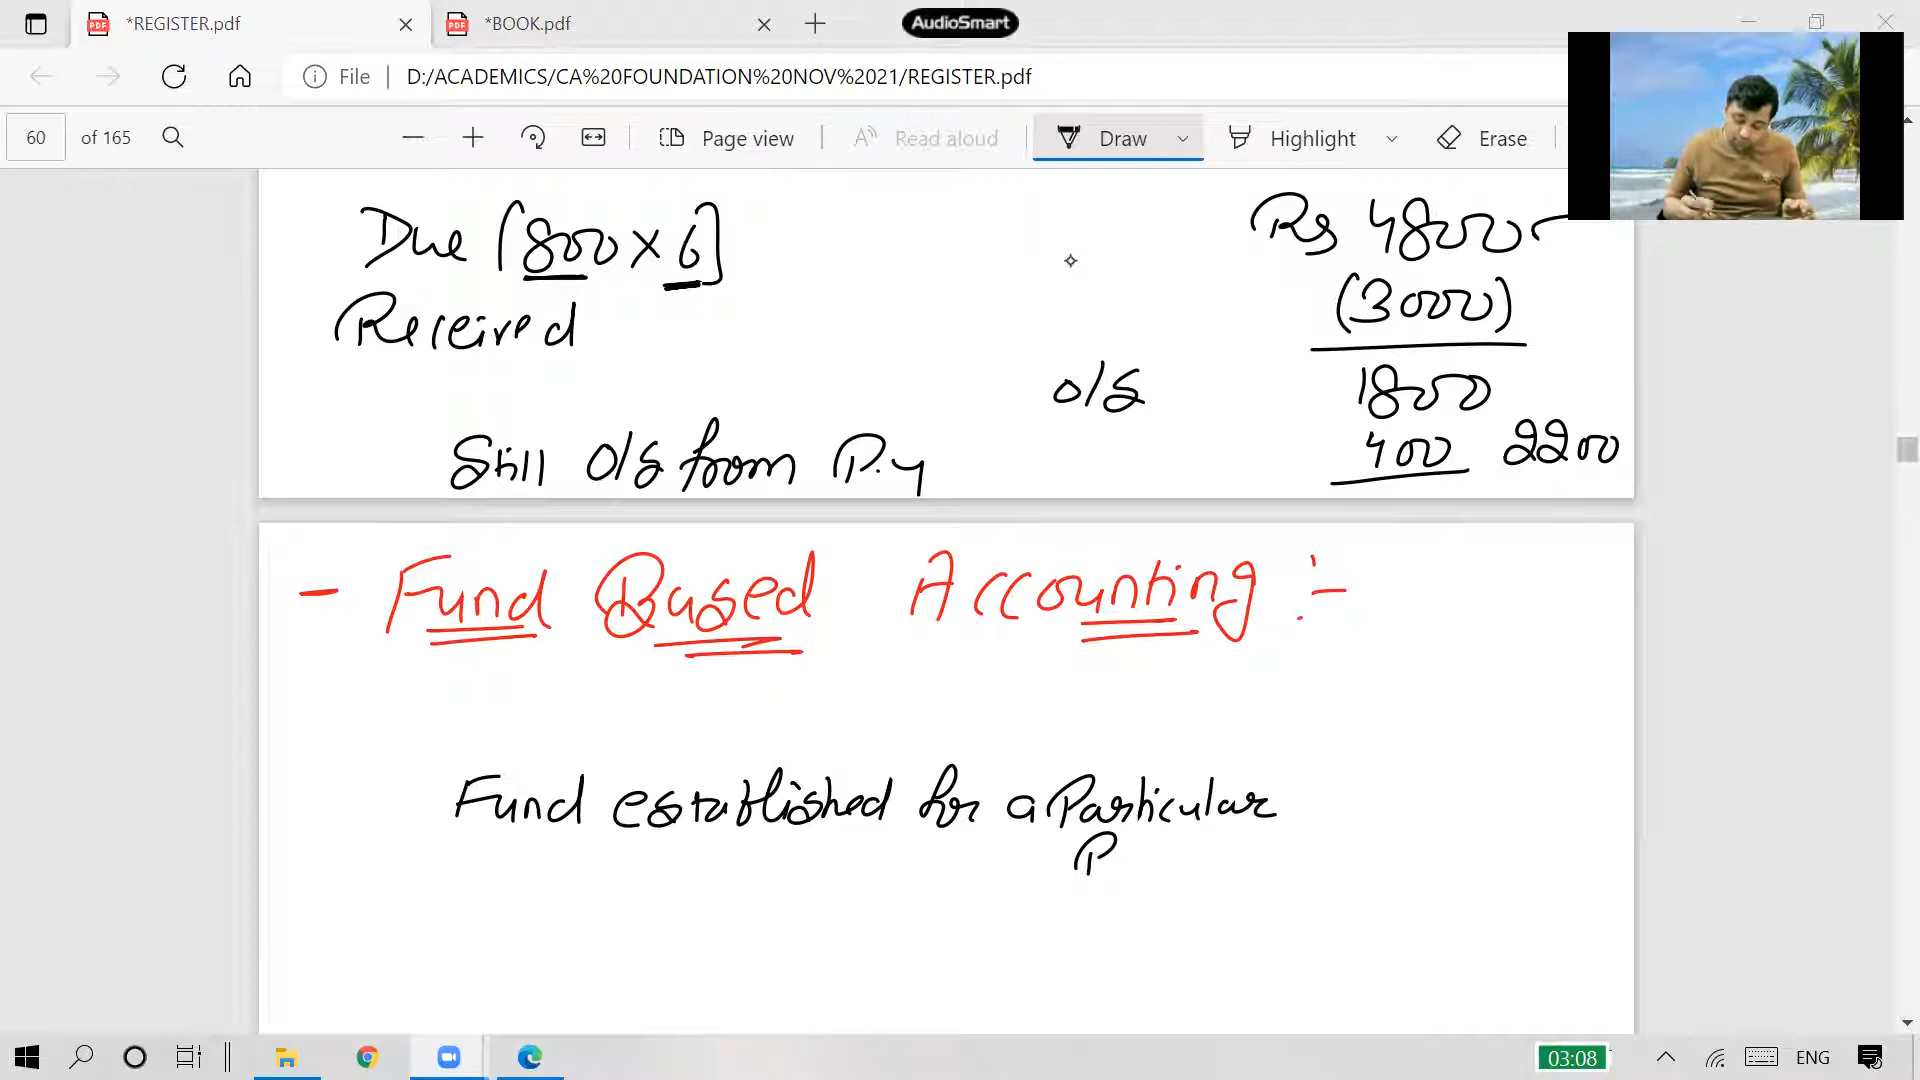 *REGISTER.pdf
*BOOK.pdf
AudioSmart
File D:/ACADEMICS/CA%20FOUNDATION%20NOV%2021/REGISTER.pdf
60 of 165 Page view Read aloud Draw Highlight Erase
Due [800 × 6] Rs 4800
Received (3000)
o/s 1800
Still o/s from P.y 400 2200
- Fund Based Accounting :-
Fund established for a Particular
P
03:08 ENG